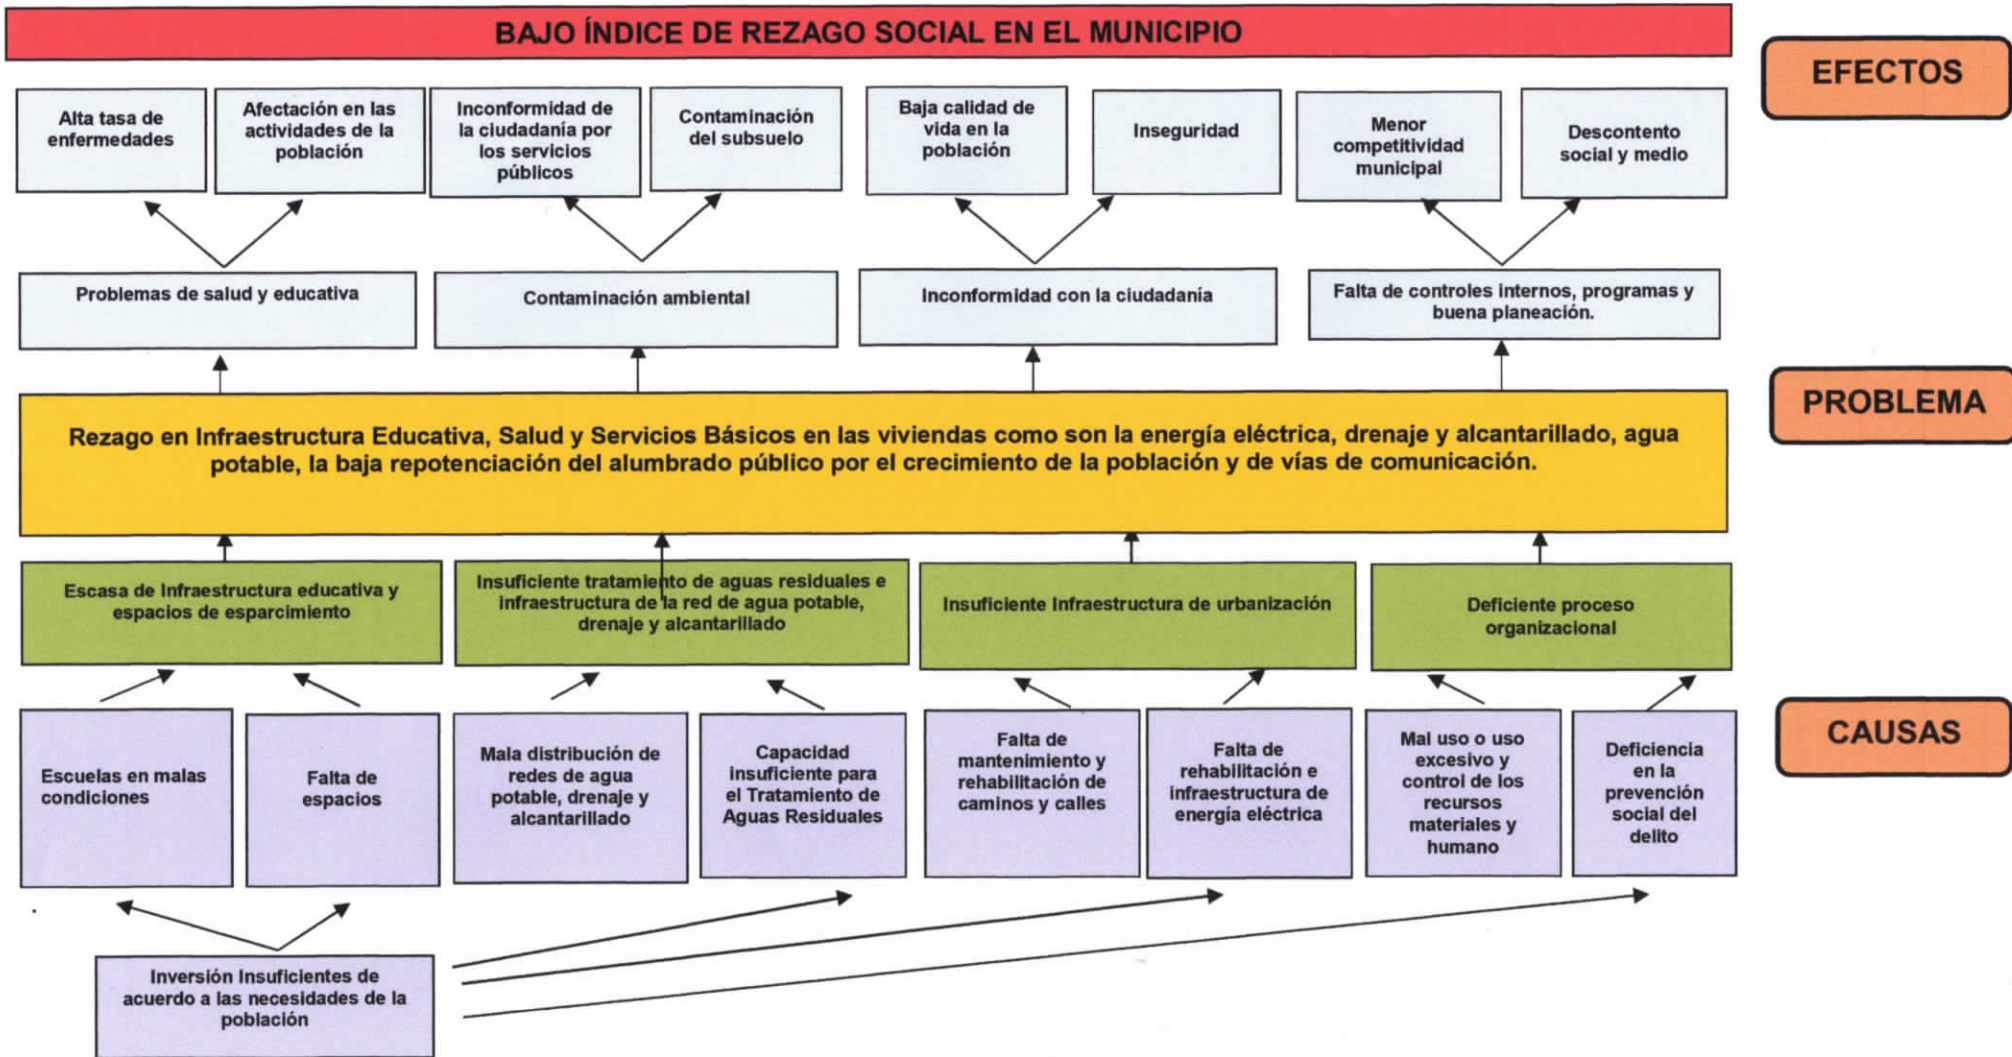 BAJO ÍNDICE DE REZAGO SOCIAL EN EL MUNICIPIO
EFECTOS
Alta tasa de
enfermedades
Afectación en las
actividades de la
población
Inconformidad de
la ciudadanía por
los servicios
públicos
Contaminación
del subsuelo
Baja calidad de
vida en la
población
Inseguridad
Menor
competitividad
municipal
Descontento
social y medio
Problemas de salud y educativa
Contaminación ambiental
Inconformidad con la ciudadanía
Falta de controles internos, programas y
buena planeación.
PROBLEMA
Rezago en Infraestructura Educativa, Salud y Servicios Básicos en las viviendas como son la energía eléctrica, drenaje y alcantarillado, agua
potable, la baja repotenciación del alumbrado público por el crecimiento de la población y de vías de comunicación.
Escasa de Infraestructura educativa y
espacios de esparcimiento
Insuficiente tratamiento de aguas residuales e
infraestructura de la red de agua potable,
drenaje y alcantarillado
Insuficiente Infraestructura de urbanización
Deficiente proceso
organizacional
CAUSAS
Escuelas en malas
condiciones
Falta de
espacios
Mala distribución de
redes de agua
potable, drenaje y
alcantarillado
Capacidad
insuficiente para
el Tratamiento de
Aguas Residuales
Falta de
mantenimiento y
rehabilitación de
caminos y calles
Falta de
rehabilitación e
infraestructura de
energía eléctrica
Mal uso o uso
excesivo y
control de los
recursos
materiales y
humano
Deficiencia
en la
prevención
social del
delito
Inversión Insuficientes de
acuerdo a las necesidades de la
población